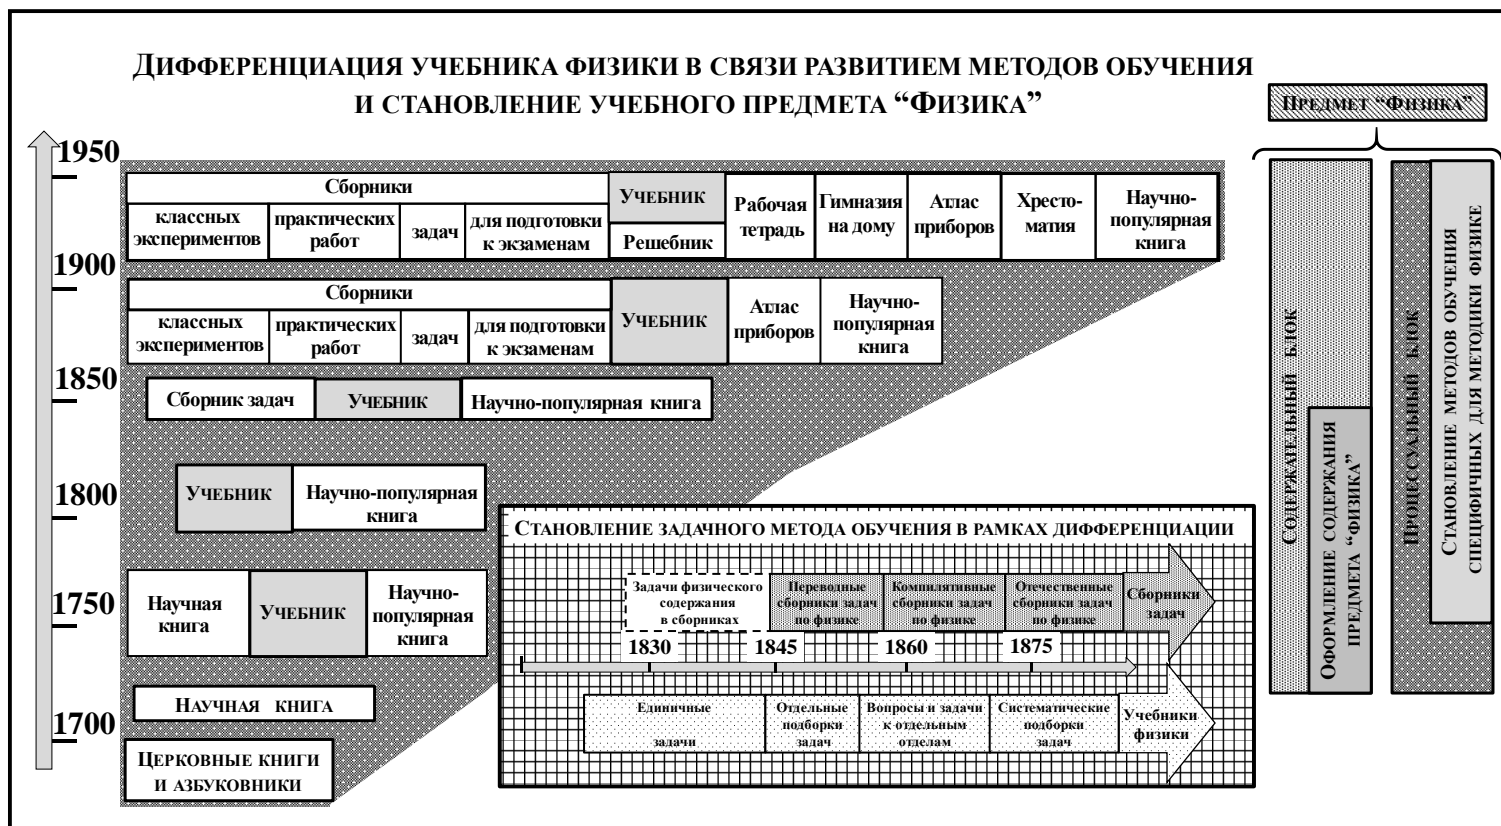 ДИФФЕРЕНЦИАЦИЯ УЧЕБНИКА ФИЗИКИ В СВЯЗИ РАЗВИТИЕМ МЕТОДОВ ОБУЧЕНИЯ
И СТАНОВЛЕНИЕ УЧЕБНОГО ПРЕДМЕТА “ФИЗИКА”
ПРЕДМЕТ “ФИЗИКА”
1950
Сборники
классных
экспериментов
практических
работ
задач
для подготовки
к экзаменам
УЧЕБНИК
Решебник
Рабочая
тетрадь
Гимназия
на дому
Атлас
приборов
Хресто-
матия
Научно-
популярная
книга
1900
Сборники
классных
экспериментов
практических
работ
задач
для подготовки
к экзаменам
УЧЕБНИК
Атлас
приборов
Научно-
популярная
книга
1850
Сборник задач
УЧЕБНИК
Научно-популярная книга
1800
УЧЕБНИК
Научно-популярная
книга
1750
Научная
книга
УЧЕБНИК
Научно-
популярная
книга
НАУЧНАЯ КНИГА
1700
ЦЕРКОВНЫЕ КНИГИ
И АЗБУКОВНИКИ
СТАНОВЛЕНИЕ ЗАДАЧНОГО МЕТОДА ОБУЧЕНИЯ В РАМКАХ ДИФФЕРЕНЦИАЦИИ
Задачи физического
содержания
в сборниках
Переводные
сборники задач
по физике
Компилятивные
сборники задач
по физике
Отечественные
сборники задач
по физике
Сборники
задач
1830
1845
1860
1875
Единичные
задачи
Отдельные
подборки
задач
Вопросы и задачи
к отдельным
отделам
Систематические
подборки
задач
Учебники
физики
СОДЕРЖАТЕЛЬНЫЙ БЛОК
ОФОРМЛЕНИЕ СОДЕРЖАНИЯ
ПРЕДМЕТА “ФИЗИКА”
ПРОЦЕССУАЛЬНЫЙ БЛОК
СТАНОВЛЕНИЕ МЕТОДОВ ОБУЧЕНИЯ
СПЕЦИФИЧНЫХ ДЛЯ МЕТОДИКИ ФИЗИКЕ